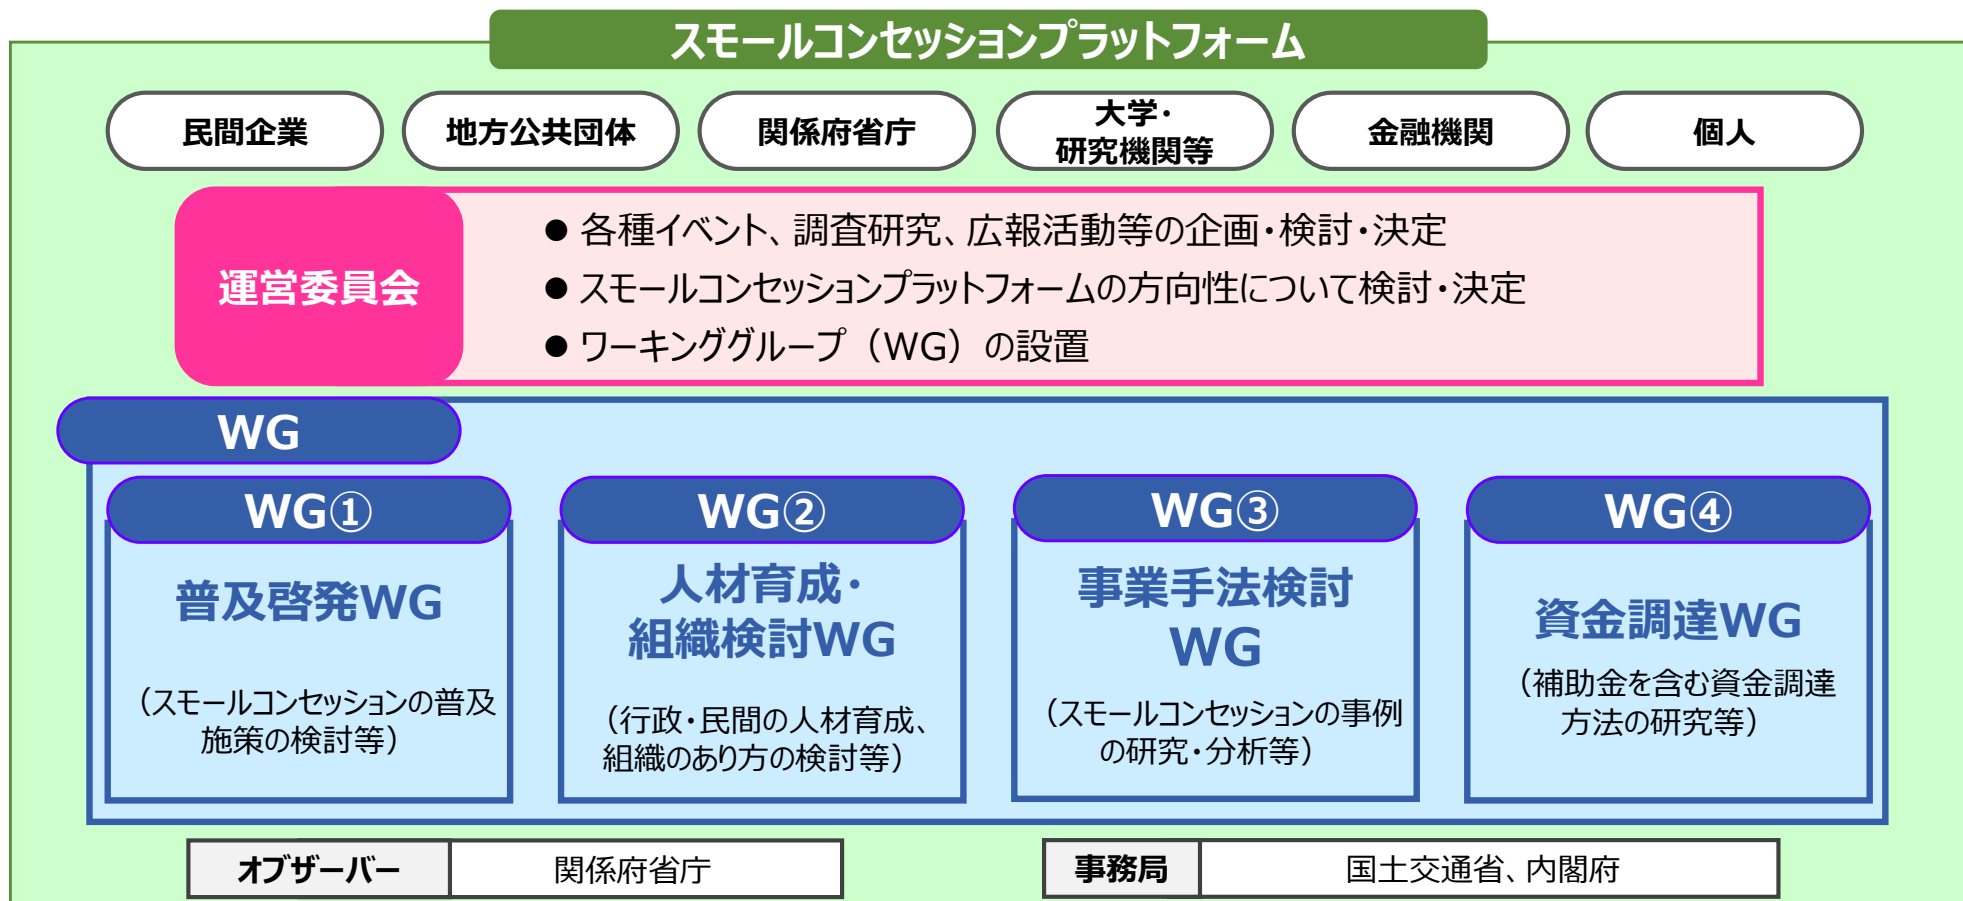 スモールコンセッションプラットフォーム
民間企業
地方公共団体
関係府省庁
大学・
研究機関等
金融機関
個人
運営委員会
● 各種イベント、調査研究、広報活動等の企画・検討・決定
● スモールコンセッションプラットフォームの方向性について検討・決定
● ワーキンググループ（WG）の設置
WG
WG①
普及啓発WG
（スモールコンセッションの普及
施策の検討等）
WG②
人材育成・
組織検討WG
（行政・民間の人材育成、
組織のあり方の検討等）
WG③
事業手法検討
WG
（スモールコンセッションの事例
の研究・分析等）
WG④
資金調達WG
（補助金を含む資金調達
方法の研究等）
オブザーバー
関係府省庁
事務局
国土交通省、内閣府